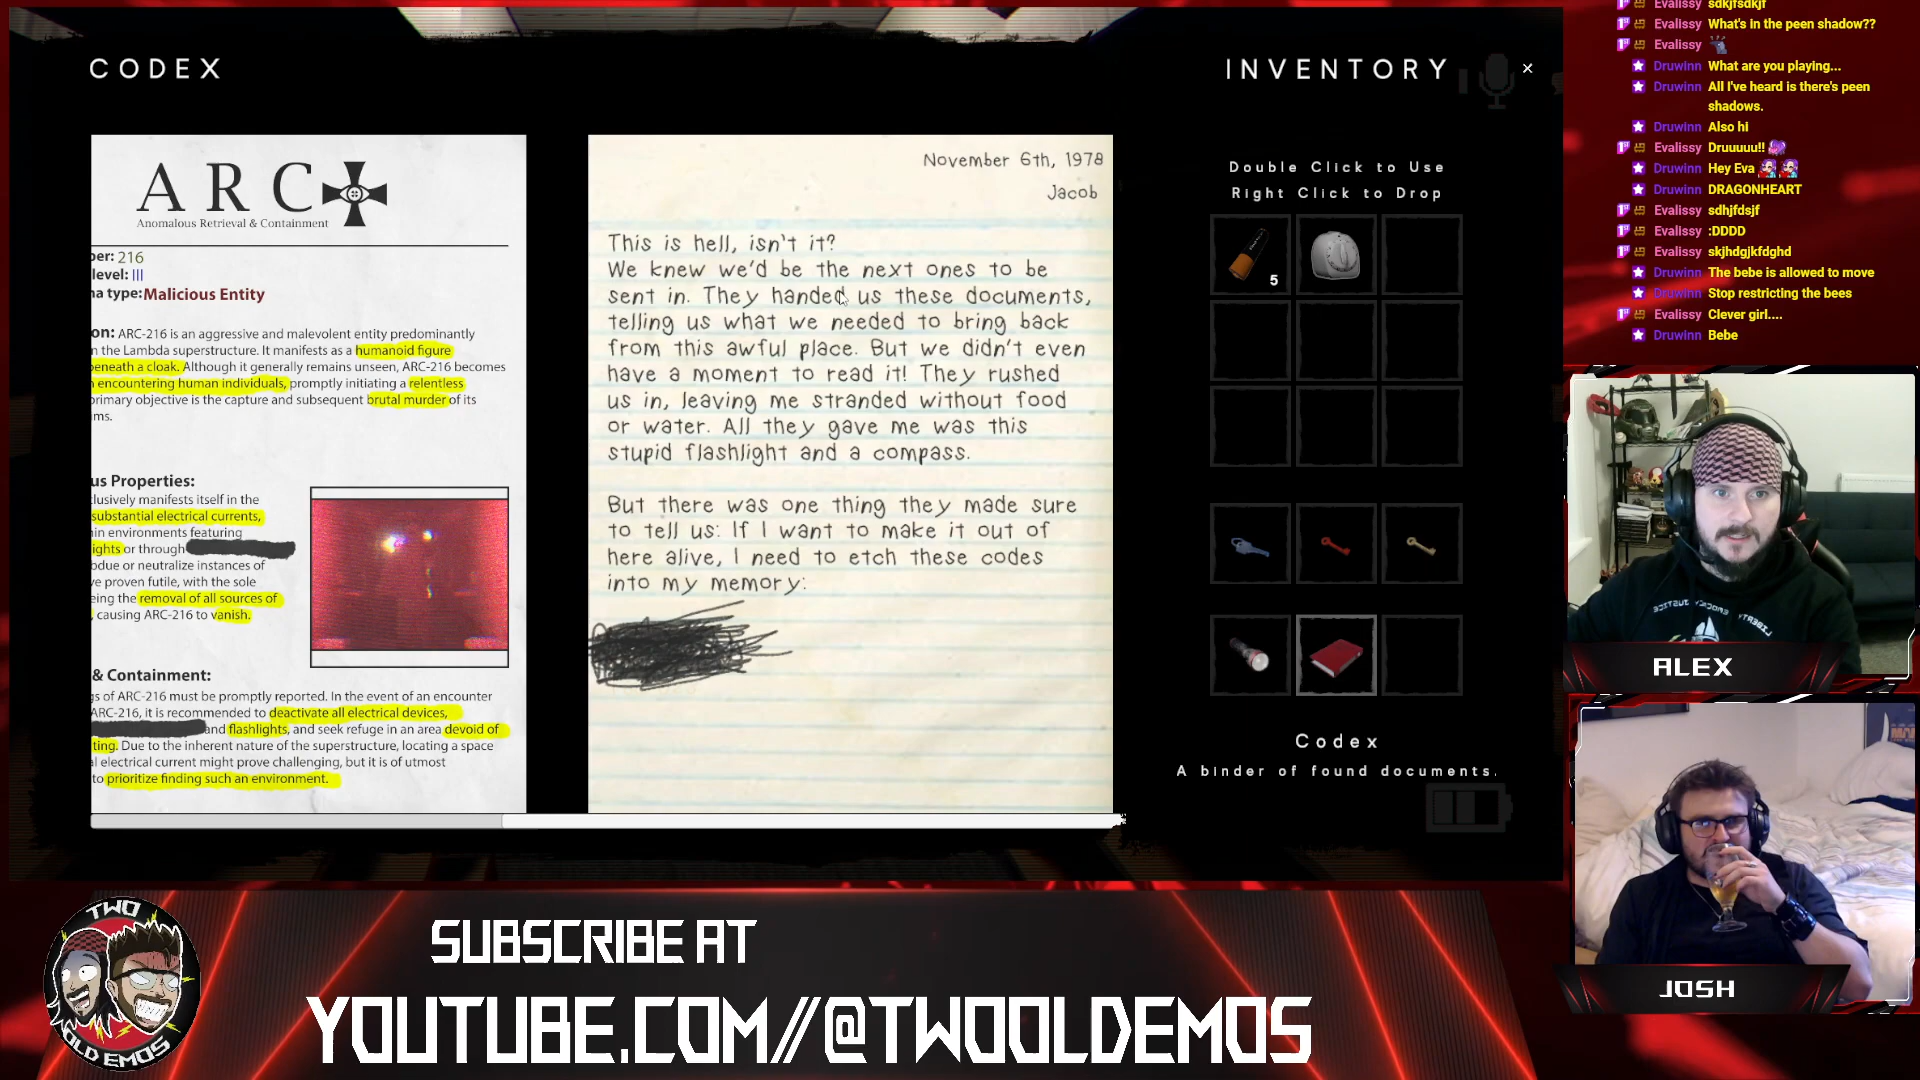 CODEX
INVENTORY
ARC
Anomalous Retrieval & Containment
ber: 216
level: III
na type: Malicious Entity
on: ARC-216 is an aggressive and malevolent entity predominantly
n the Lambda superstructure. It manifests as a humanoid figure
beneath a cloak. Although it generally remains unseen, ARC-216 becomes
encountering human individuals, promptly initiating a relentless
primary objective is the capture and subsequent brutal murder of its
ims.
us Properties:
clusively manifests itself in the
substantial electrical currents,
in environments featuring
ights or through
odue or neutralize instances of
ve proven futile, with the sole
eing the removal of all sources of
, causing ARC-216 to vanish.
& Containment:
gs of ARC-216 must be promptly reported. In the event of an encounter
ARC-216, it is recommended to deactivate all electrical devices,
and flashlights, and seek refuge in an area devoid of
ting. Due to the inherent nature of the superstructure, locating a space
l electrical current might prove challenging, but it is of utmost
to prioritize finding such an environment.
November 6th, 1978
Jacob
This is hell, isn't it?
We knew we'd be the next ones to be
sent in. They handed us these documents,
telling us what we needed to bring back
from this awful place. But we didn't even
have a moment to read it! They rushed
us in, leaving me stranded without food
or water. All they gave me was this
stupid flashlight and a compass.
But there was one thing they made sure
to tell us: If I want to make it out of
here alive, I need to etch these codes
into my memory:
Double Click to Use
Right Click to Drop
5
Codex
A binder of found documents.
Evalissy sdkjfsdkjf
Evalissy What's in the peen shadow??
Evalissy
Druwinn What are you playing...
Druwinn All I've heard is there's peen
shadows.
Druwinn Also hi
Evalissy Druuuuu!!
Druwinn Hey Eva
Druwinn DRAGONHEART
Evalissy sdhjfdsjf
Evalissy :DDDD
Evalissy skjhdgjkfdghd
Druwinn The bebe is allowed to move
Druwinn Stop restricting the bees
Evalissy Clever girl....
Druwinn Bebe
ALEX
JOSH
TWO
OLD EMOS
SUBSCRIBE AT
YOUTUBE.COM//@TWOOLDEMOS